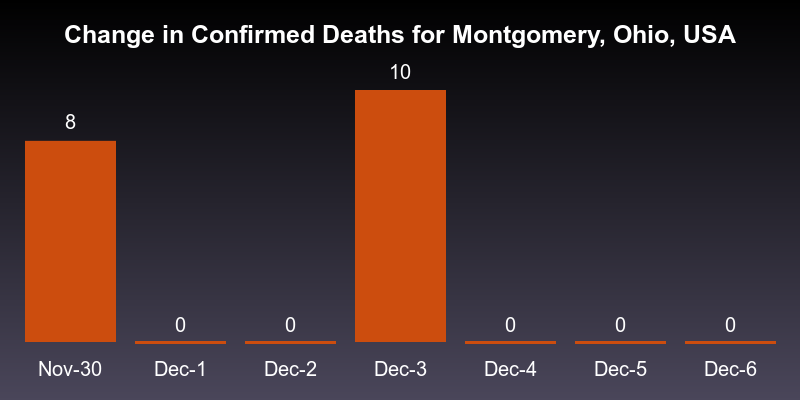 Change in Confirmed Deaths for Montgomery, Ohio, USA
10
8
0 0 0 0 0
Nov-30 Dec-1 Dec-2 Dec-3 Dec-4 Dec-5 Dec-6